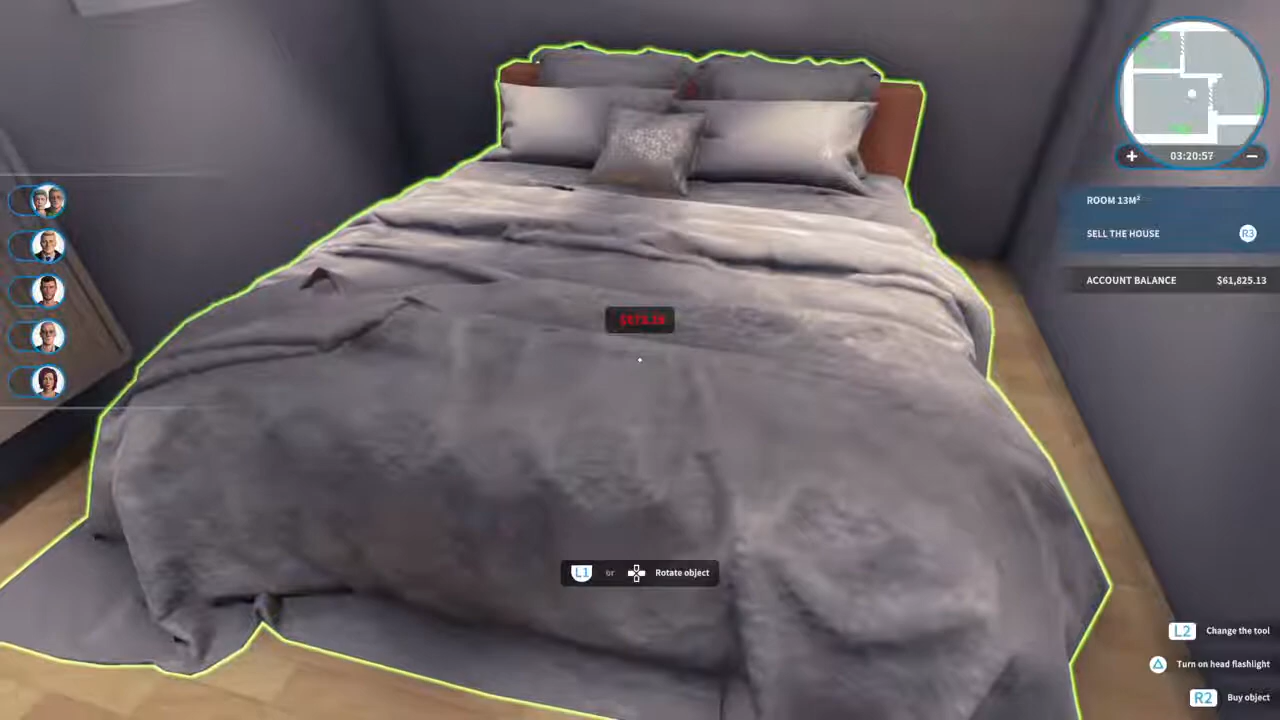 03:20:57
ROOM 13M²
SELL THE HOUSE R3
ACCOUNT BALANCE $61,825.13
L1 or Rotate object
L2 Change the tool
Turn on head flashlight
R2 Buy object